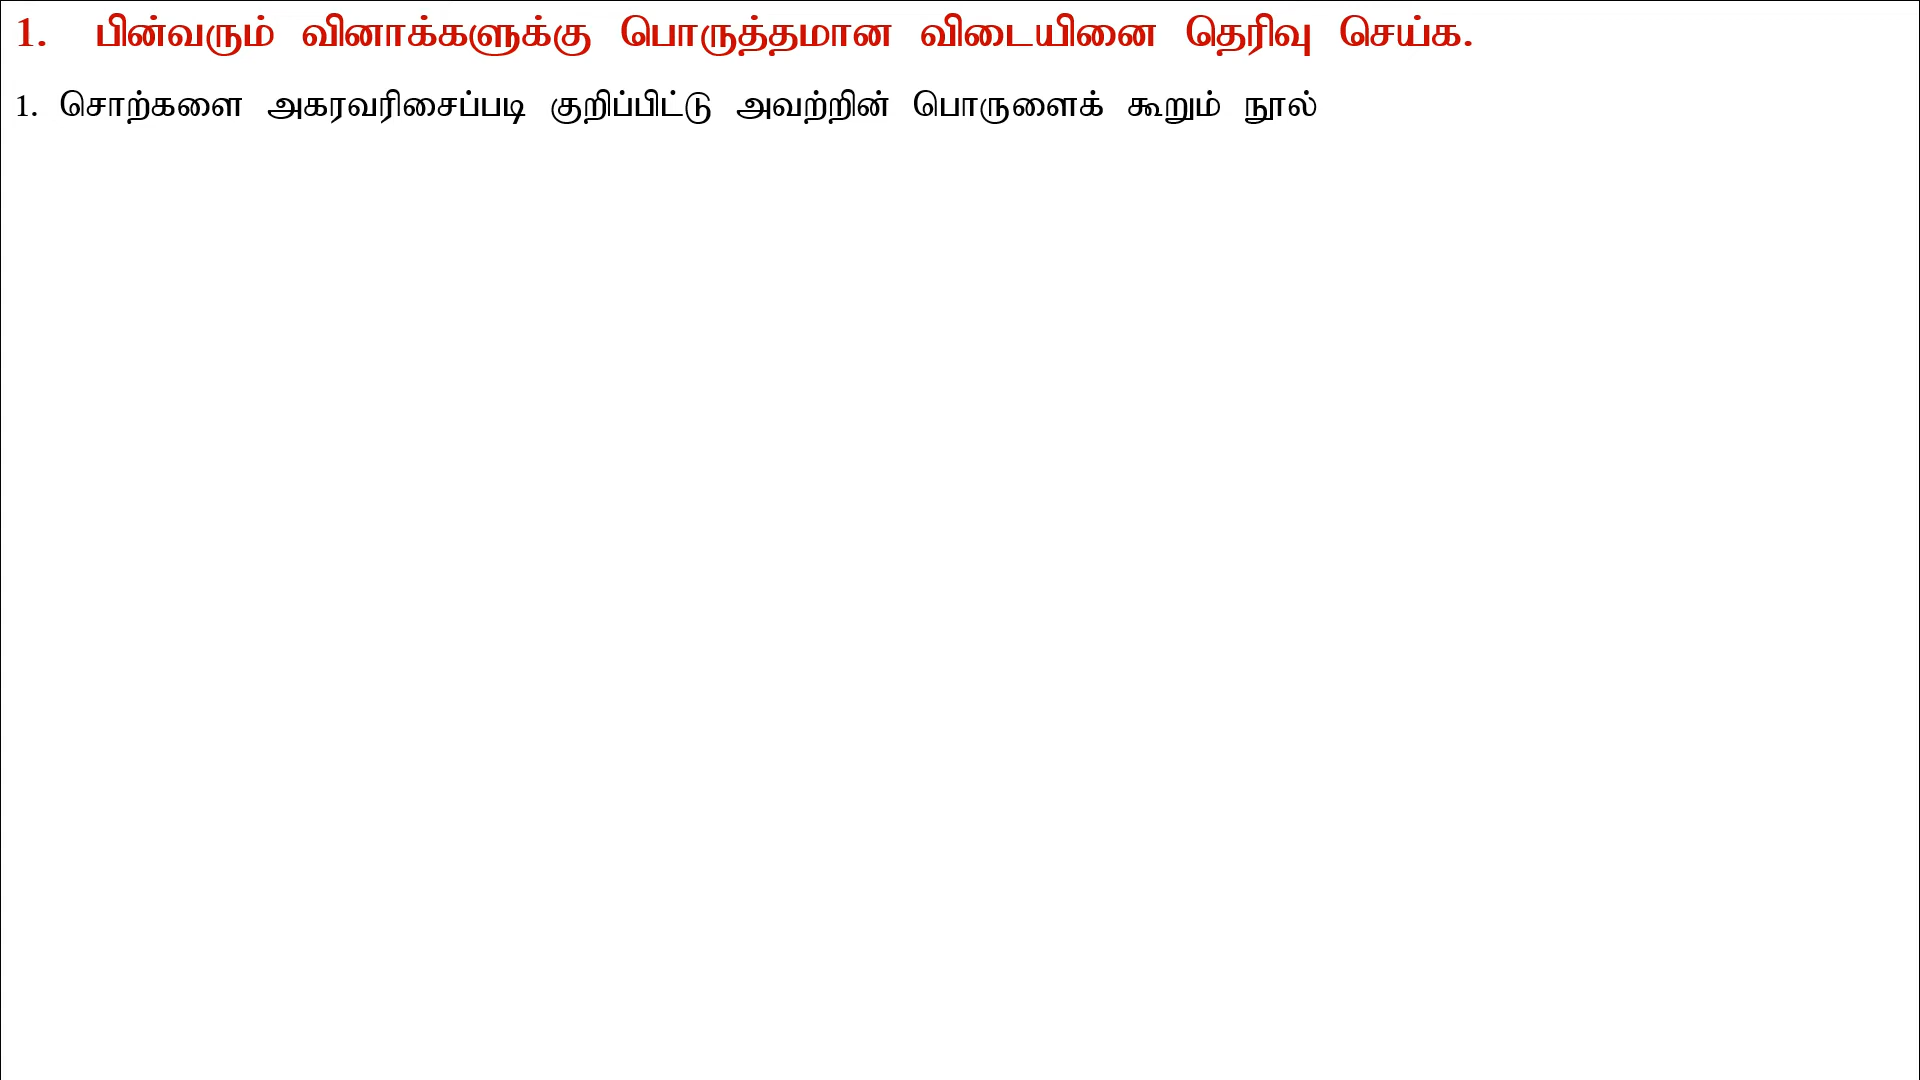 1. பின்வரும் வினாக்களுக்கு பொருத்தமான விடையினை தெரிவு செய்க.
1. சொற்களை அகரவரிசைப்படி குறிப்பிட்டு அவற்றின் பொருளைக் கூறும் நூல்